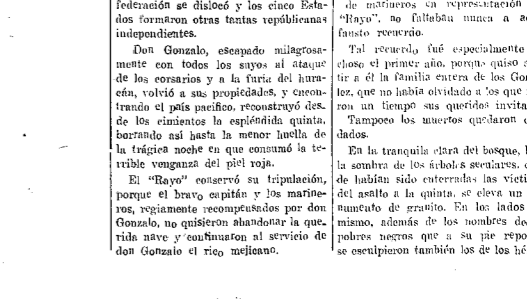 federación se dislocó y los cinco Esta-
dos formaron otras tantas repúblicanas
independientes.
Don Gonzalo, escapado milagrosa-
mente con todos los suyos al ataque
de los corsarios y a la furia del hura-
cán, volvió a sus propiedades, y encon-
trando el país pacífico, reconstruyó des-
de los cimientos la espléndida quinta,
borrando así hasta la menor huella de
la trágica noche en que consumó la te-
rrible venganza del piel roja.
El "Rayo" conservó su tripulación,
porque el bravo capitán y los marine-
ros, regiamente recompensados por don
Gonzalo, no quisieron abandonar la que-
rida nave y continuaron al servicio de
don Gonzalo el rico mejicano.
de marineros en representación
"Rayo", no faltaban nunca a
fausto recuerdo.
Tal recuerdo fué especialmente
choso el primer año, porque quiso
tir a él la familia entera de los Gon
lez, que no había olvidado a los que
ron un tiempo sus queridos invita
Tampoco los muertos quedaron
dados.
En la tranquila clara del bosque,
la sombra de los árboles seculares,
de habían sido enterradas las vícti
del asalto a la quinta, se eleva un
numento de granito. En los lados
mismo, además de los nombres de
pobres negros que a su pie repo
se esculpieron también los de los hé